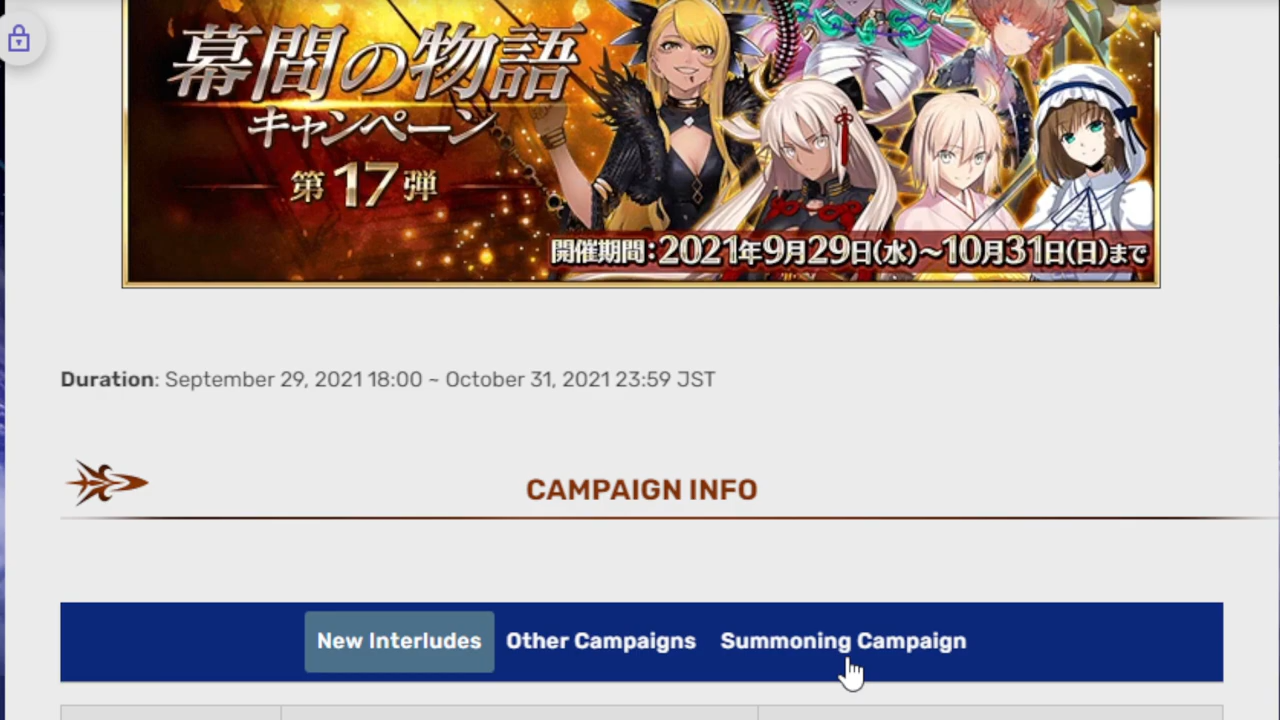 幕間の物語
キャンペーン
第17弾
開催期間:2021年9月29日(水)~10月31日(日)まで
Duration: September 29, 2021 18:00 ~ October 31, 2021 23:59 JST
CAMPAIGN INFO
New Interludes
Other Campaigns
Summoning Campaign